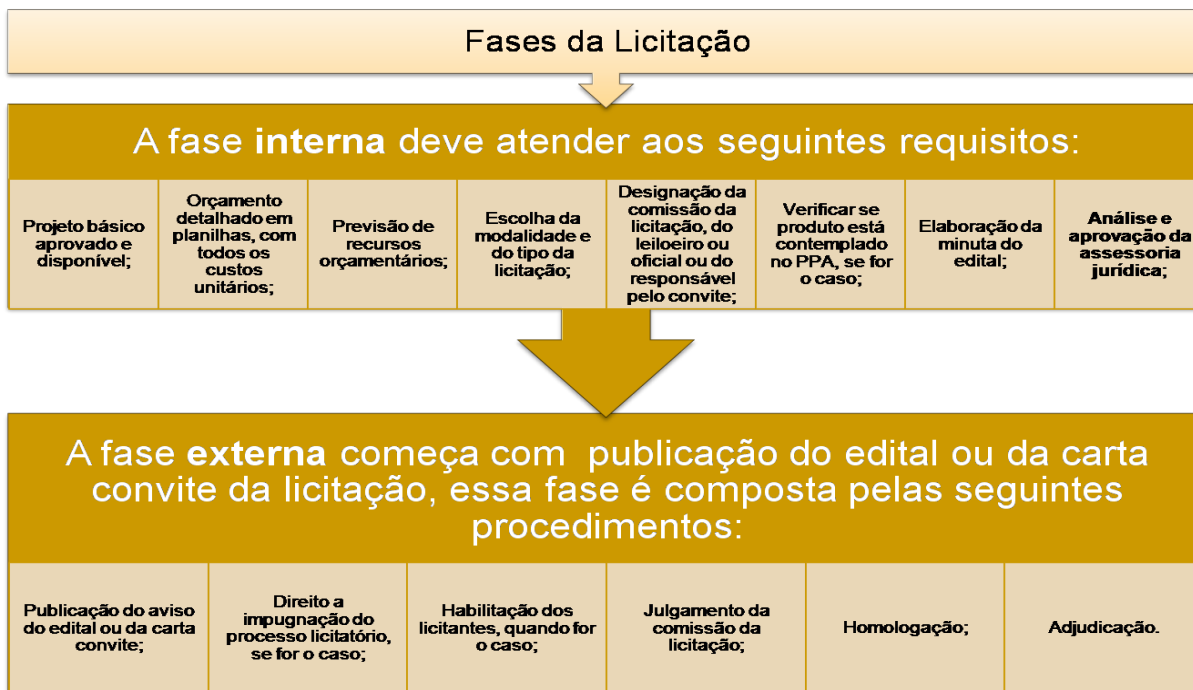 Fases da Licitação
A fase interna deve atender aos seguintes requisitos:
Projeto básico
aprovado e
disponível;
Orçamento
detalhado em
planilhas, com
todos os
custos
unitários;
Previsão de
recursos
orçamentários;
Escolha da
modalidade e
do tipo da
licitação;
Designação da
comissão da
licitação, do
leiloeiro ou
oficial ou do
responsável
pelo convite;
Verificar se
produto está
contemplado
no PPA, se for
o caso;
Elaboração da
minuta do
edital;
Análise e
aprovação da
assessoria
jurídica;
A fase externa começa com publicação do edital ou da carta
convite da licitação, essa fase é composta pelas seguintes
procedimentos:
Publicação do aviso
do edital ou da carta
convite;
Direito a
impugnação do
processo licitatório,
se for o caso;
Habilitação dos
licitantes, quando for
o caso;
Julgamento da
comissão da
licitação;
Homologação;
Adjudicação.